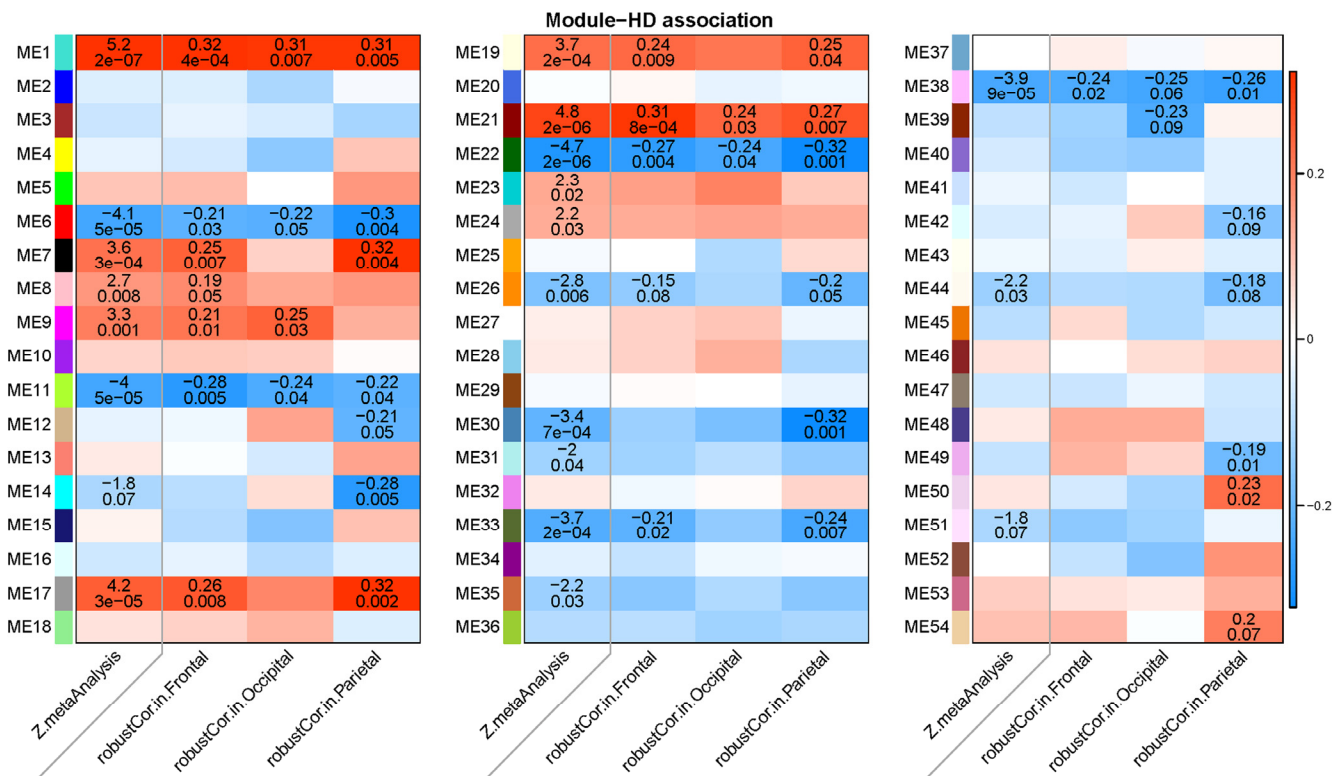 Module−HD association
ME1 5.2 0.32 0.31 0.31
2e−07 4e−04 0.007 0.005
ME2
ME3
ME4
ME5
ME6 −4.1 −0.21 −0.22 −0.3
5e−05 0.03 0.05 0.004
ME7 3.6 0.25 0.32
3e−04 0.007 0.004
ME8 2.7 0.19
0.008 0.05
ME9 3.3 0.21 0.25
0.001 0.01 0.03
ME10
ME11 −4 −0.28 −0.24 −0.22
5e−05 0.005 0.04 0.04
ME12 −0.21
0.05
ME13
ME14 −1.8 −0.28
0.07 0.005
ME15
ME16
ME17 4.2 0.26 0.32
3e−05 0.008 0.002
ME18
Z.metaAnalysis
robustCor.in.Frontal
robustCor.in.Occipital
robustCor.in.Parietal
ME19 3.7 0.24 0.25
2e−04 0.009 0.04
ME20
ME21 4.8 0.31 0.24 0.27
2e−06 8e−04 0.03 0.007
ME22 −4.7 −0.27 −0.24 −0.32
2e−06 0.004 0.04 0.001
ME23 2.3
0.02
ME24 2.2
0.03
ME25
ME26 −2.8 −0.15 −0.2
0.006 0.08 0.05
ME27
ME28
ME29
ME30 −3.4 −0.32
7e−04 0.001
ME31 −2
0.04
ME32
ME33 −3.7 −0.21 −0.24
2e−04 0.02 0.007
ME34
ME35 −2.2
0.03
ME36
Z.metaAnalysis
robustCor.in.Frontal
robustCor.in.Occipital
robustCor.in.Parietal
ME37
ME38 −3.9 −0.24 −0.25 −0.26
9e−05 0.02 0.06 0.01
ME39 −0.23
0.09
ME40
ME41
ME42 −0.16
0.09
ME43
ME44 −2.2 −0.18
0.03 0.08
ME45
ME46
ME47
ME48
ME49 −0.19
0.01
ME50 0.23
0.02
ME51 −1.8
0.07
ME52
ME53
ME54 0.2
0.07
Z.metaAnalysis
robustCor.in.Frontal
robustCor.in.Occipital
robustCor.in.Parietal
0.2
0
−0.2